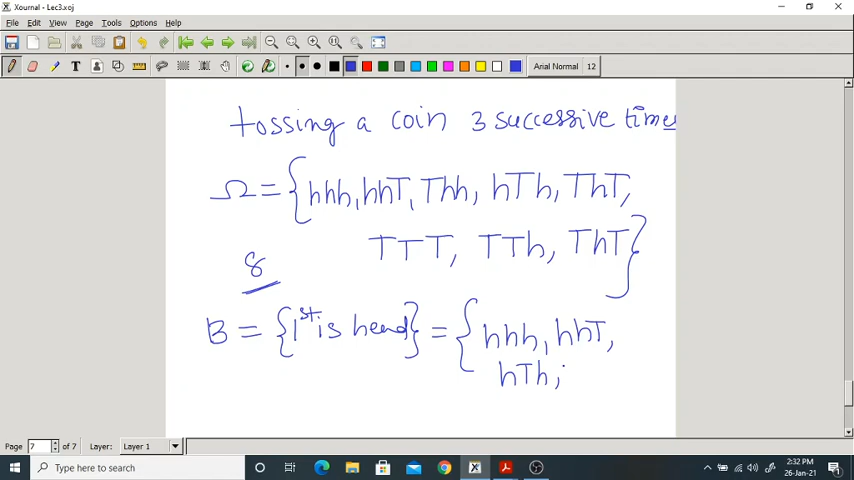 Xournal - Lec3.xoj
File Edit View Page Tools Options Help
Arial Normal 12
tossing a coin 3 successive times
Ω = {hhh, hhT, Thh, hTh, ThT,
TTT, TTh, ThT}
8
B = {1st is head} = {hhh, hhT,
hTh,
Page 7 of 7 Layer: Layer 1
Type here to search
2:32 PM
26-Jan-21